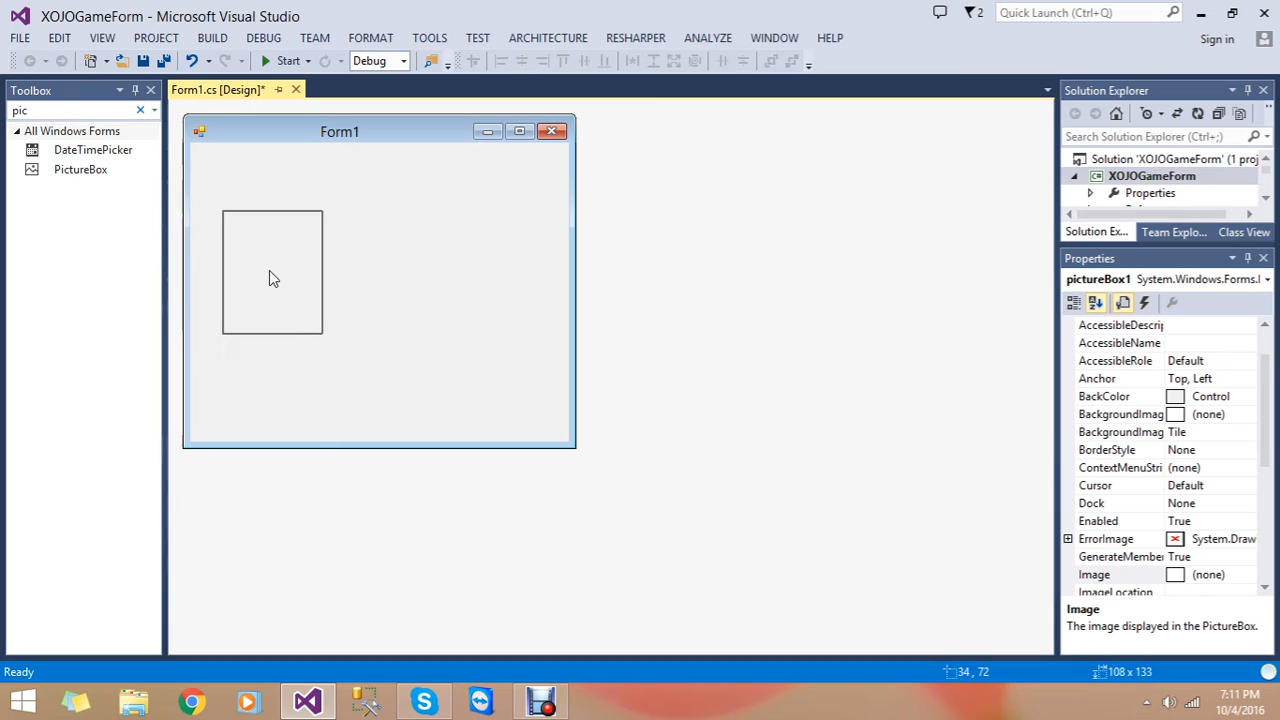 XOJOGameForm - Microsoft Visual Studio
2
Quick Launch (Ctrl+Q)
FILE EDIT VIEW PROJECT BUILD DEBUG TEAM FORMAT TOOLS TEST ARCHITECTURE RESHARPER ANALYZE WINDOW HELP
Sign in
Start Debug
Toolbox
Form1.cs [Design]*
Solution Explorer
pic
All Windows Forms
DateTimePicker
PictureBox
Form1
Search Solution Explorer (Ctrl+;)
Solution 'XOJOGameForm' (1 proj
C# XOJOGameForm
Properties
Solution Ex... Team Explo... Class View
Properties
pictureBox1 System.Windows.Forms.
AccessibleDescrip
AccessibleName
AccessibleRole Default
Anchor Top, Left
BackColor Control
BackgroundImag (none)
BackgroundImag Tile
BorderStyle None
ContextMenuStri (none)
Cursor Default
Dock None
Enabled True
ErrorImage System.Draw
GenerateMember True
Image (none)
ImageLocation
Image
The image displayed in the PictureBox.
Ready
34 , 72
108 x 133
7:11 PM
10/4/2016